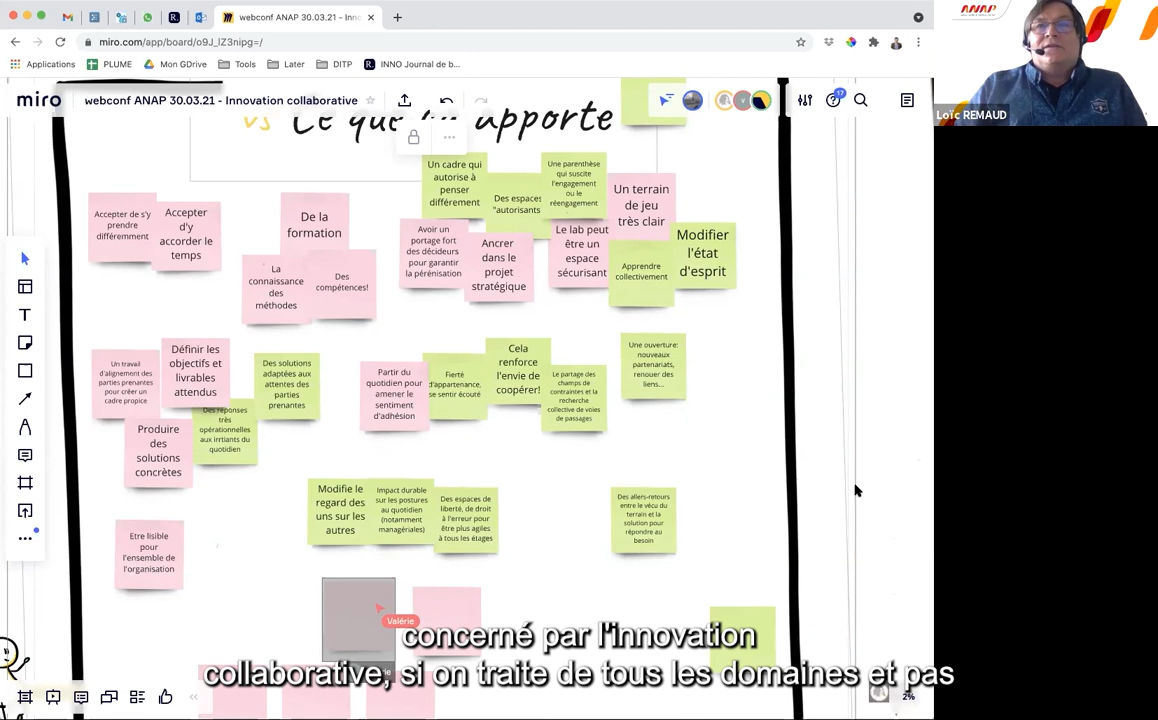 webconf ANAP 30.03.21 - Inno
miro.com/app/board/o9J_IZ3nipg=/
Applications
PLUME
Mon GDrive
Tools
Later
DITP
INNO Journal de b...
ANAP
Loïc REMAUD
miro
webconf ANAP 30.03.21 - Innovation collaborative
17
vs Ce que apporte
Un cadre qui
autorise à
penser
différement
Des espaces
"autorisants
Une parenthèse
qui suscite
l'engagement
ou le
réengagement
Un terrain
de jeu
très clair
Accepter de s'y
prendre
différemment
Accepter
d'y
accorder le
temps
De la
formation
Avoir un
portage fort
des décideurs
pour garantir
la pérénisation
Ancrer
dans le
projet
stratégique
Le lab peut
être un
espace
sécurisant
Apprendre
collectivement
Modifier
l'état
d'esprit
La
connaissance
des
méthodes
Des
compétences!
Un travail
d'alignement des
parties prenantes
pour créer un
cadre propice
Définir les
objectifs et
livrables
attendus
Des solutions
adaptées aux
attentes des
parties
prenantes
Partir du
quotidien pour
amener le
sentiment
d'adhésion
Fierté
d'appartenance,
se sentir écouté
Cela
renforce
l'envie de
coopérer!
Le partage des
champs de
contraintes et la
recherche
collective de voies
de passages
Une ouverture:
nouveaux
partenariats,
renouer des
liens...
Produire
des
solutions
concrètes
Des réponses
très
opérationnelles
aux irritants du
quotidien
Modifie le
regard des
uns sur les
autres
Impact durable
sur les postures
au quotidien
(notamment
managériales)
Des espaces de
liberté, de droit
à l'erreur pour
être plus agiles
à tous les étages
Des allers-retours
entre le vécu du
terrain et la
solution pour
répondre au
besoin
Etre lisible
pour
l'ensemble de
l'organisation
Valérie
concerné par l'innovation
collaborative, si on traite de tous les domaines et pas
2%